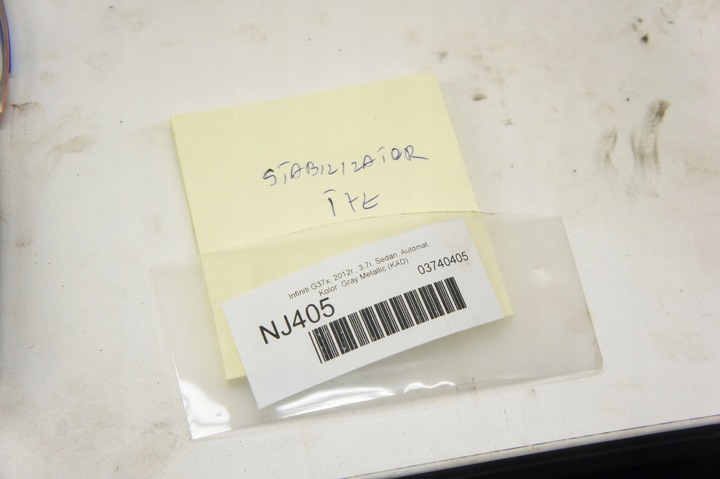 STABILIZATOR
TYŁ
Infiniti G37x, 2012r., 3.7i, Sedan, Automat,
Kolor: Gray Metallic (KAD)
03740405
NJ405